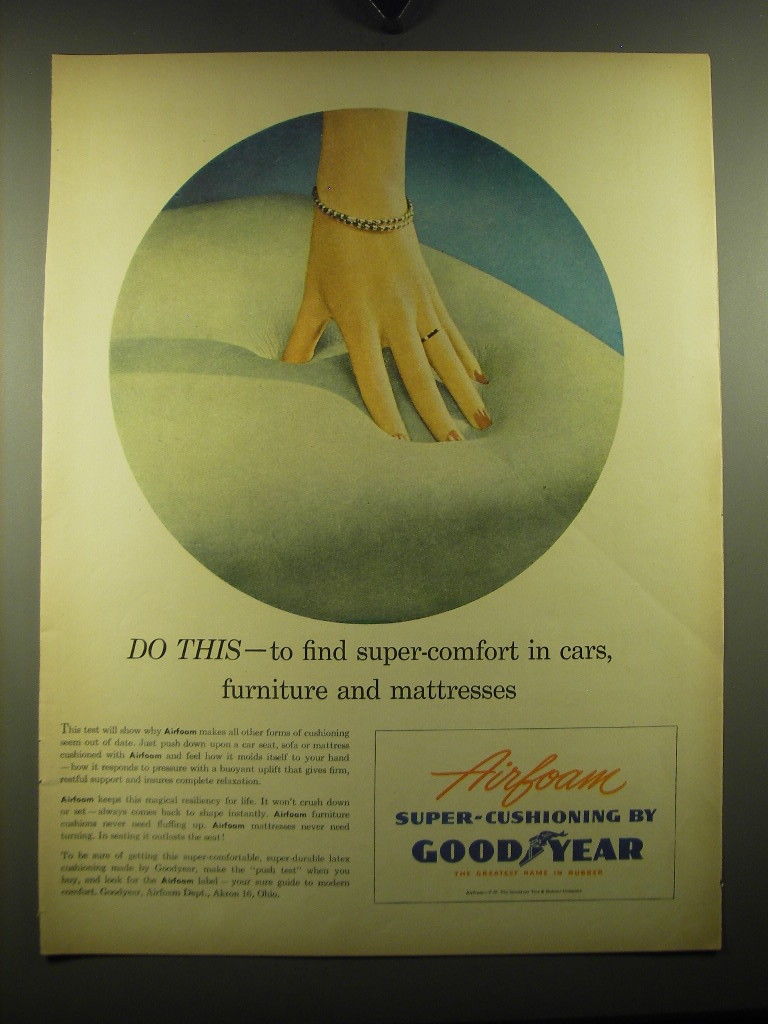 DO THIS—to find super-comfort in cars,
furniture and mattresses
This test will show why Airfoam makes all other forms of cushioning
seem out of date. Just push down upon a car seat, sofa or mattress
cushioned with Airfoam and feel how it molds itself to your hand
—how it responds to pressure with a buoyant uplift that gives firm,
restful support and insures complete relaxation.
Airfoam keeps this magical resiliency for life. It won't crush down
or set—always comes back to shape instantly. Airfoam furniture
cushions never need fluffing up. Airfoam mattresses never need
turning. In seating it outlasts the seat!
To be sure of getting this super-comfortable, super-durable latex
cushioning made by Goodyear, make the "push test" when you
buy, and look for the Airfoam label—your sure guide to modern
comfort. Goodyear, Airfoam Dept., Akron 16, Ohio.
Airfoam
SUPER-CUSHIONING BY
GOODYEAR
THE GREATEST NAME IN RUBBER
Airfoam—T.M. The Goodyear Tire & Rubber Company